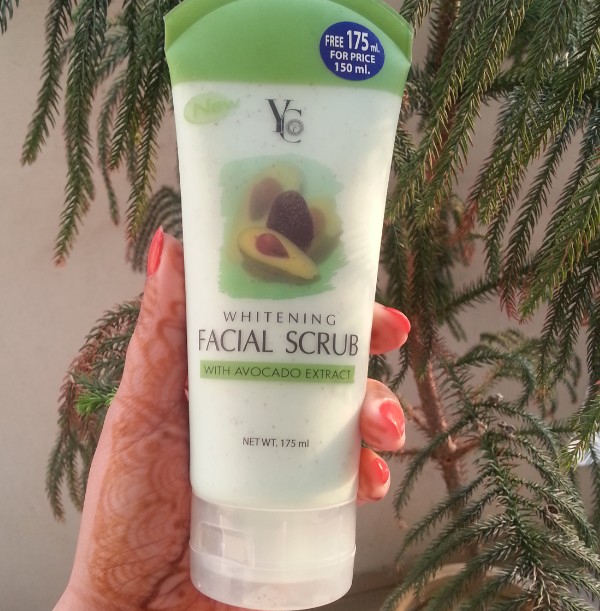 FREE 175 ml.
FOR PRICE
150 ml.
New
YC
WHITENING
FACIAL SCRUB
WITH AVOCADO EXTRACT
NET WT. 175 ml